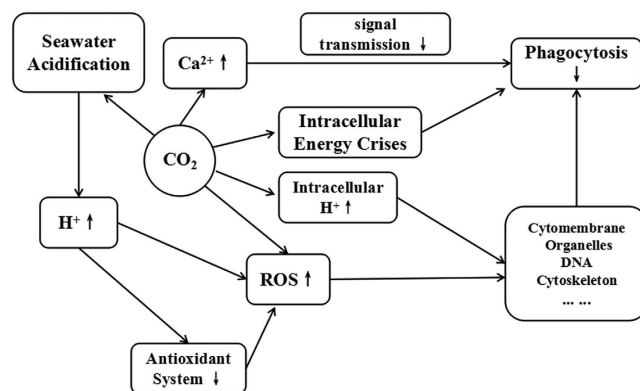 Seawater
Acidification
Ca²⁺ ↑
signal
transmission ↓
Phagocytosis
↓
CO₂
Intracellular
Energy Crises
Intracellular
H⁺ ↑
H⁺ ↑
ROS ↑
Cytomembrane
Organelles
DNA
Cytoskeleton
... ...
Antioxidant
System ↓